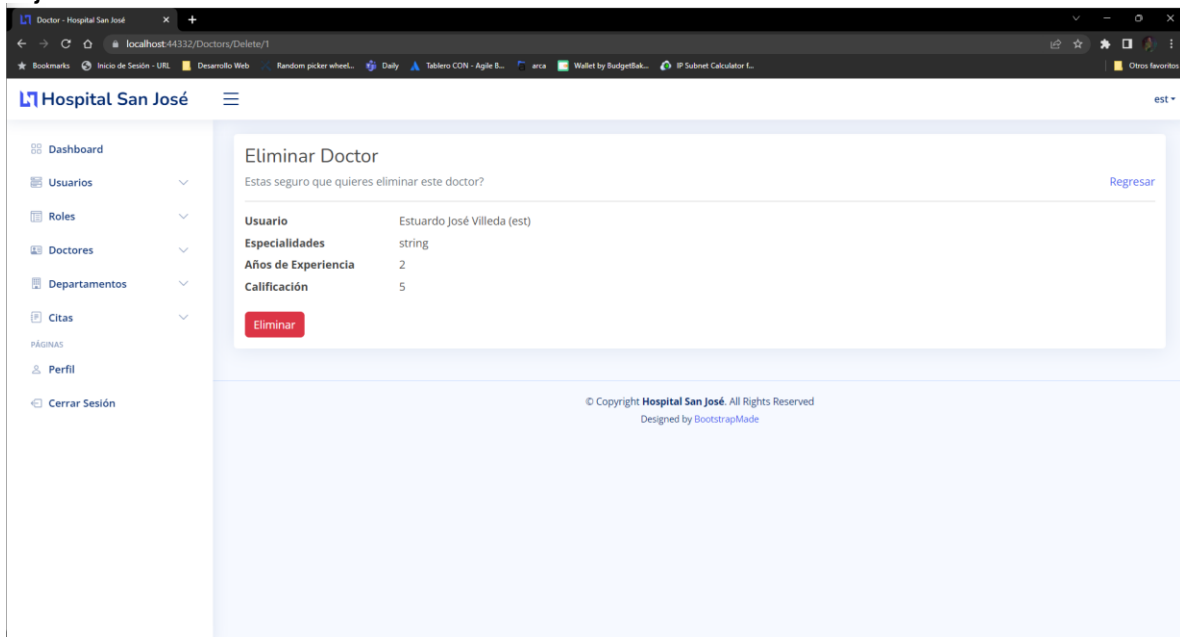 Doctor - Hospital San José
localhost:44332/Doctors/Delete/1
Bookmarks Inicio de Sesión - URL Desarrollo Web Random picker wheel... Daily Tablero CON - Agile B... arca Wallet by BudgetBak... IP Subnet Calculator f... Otros favoritos
Hospital San José
est
Dashboard
Usuarios
Roles
Doctores
Departamentos
Citas
PÁGINAS
Perfil
Cerrar Sesión
Eliminar Doctor
Estas seguro que quieres eliminar este doctor? Regresar
Usuario Estuardo José Villeda (est)
Especialidades string
Años de Experiencia 2
Calificación 5
Eliminar
© Copyright Hospital San José. All Rights Reserved
Designed by BootstrapMade